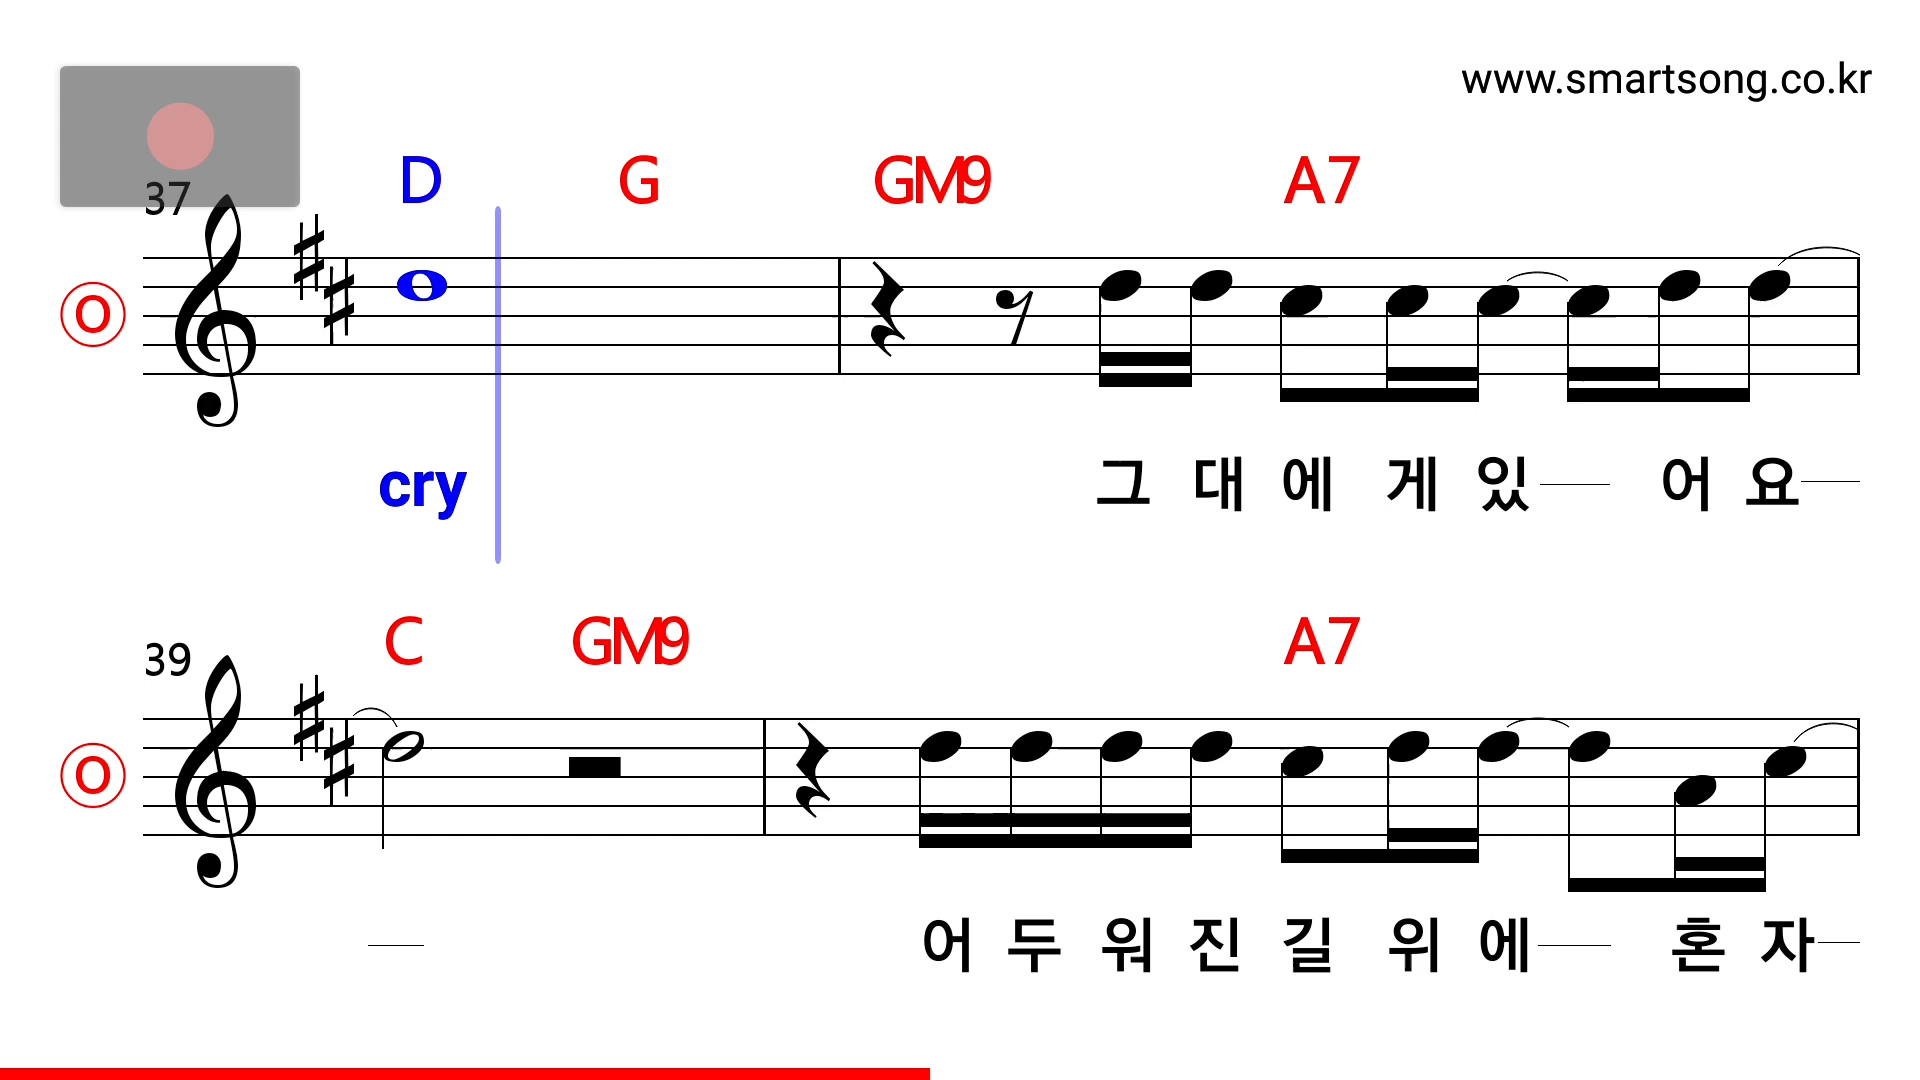 www.smartsong.co.kr
37
D G GM9 A7
O
cry 그 대 에 게 있 어 요
39
C GM9 A7
O
어 두 워 진 길 위 에 혼 자